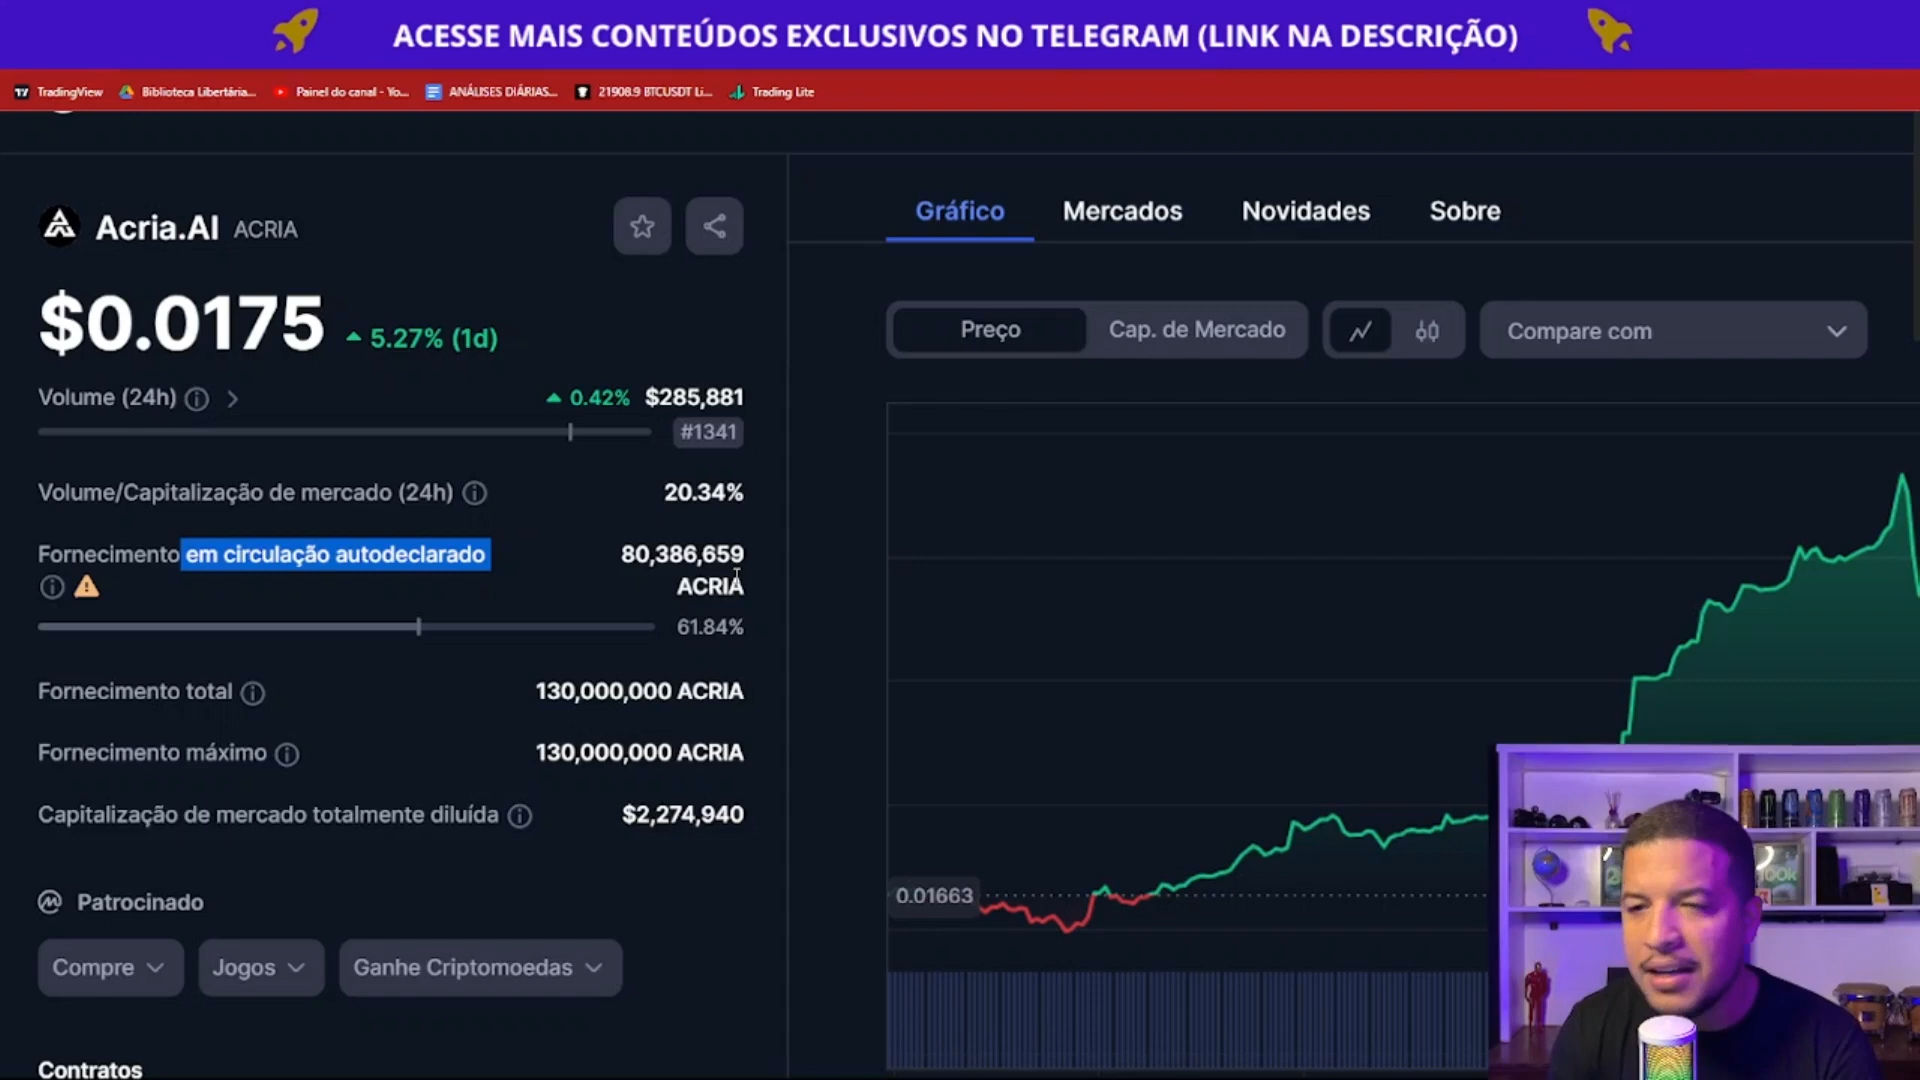 ACESSE MAIS CONTEÚDOS EXCLUSIVOS NO TELEGRAM (LINK NA DESCRIÇÃO)
TradingView Biblioteca Libertária... Painel do canal - Yo... ANÁLISES DIÁRIAS... 21908.9 BTCUSDT Li... Trading Lite
Acria.AI ACRIA
$0.0175 5.27% (1d)
Volume (24h) 0.42% $285,881
#1341
Volume/Capitalização de mercado (24h) 20.34%
Fornecimento em circulação autodeclarado 80,386,659
ACRIA
61.84%
Fornecimento total 130,000,000 ACRIA
Fornecimento máximo 130,000,000 ACRIA
Capitalização de mercado totalmente diluída $2,274,940
Patrocinado
Compre Jogos Ganhe Criptomoedas
Contratos
Gráfico Mercados Novidades Sobre
Preço Cap. de Mercado Compare com
0.01663
100k